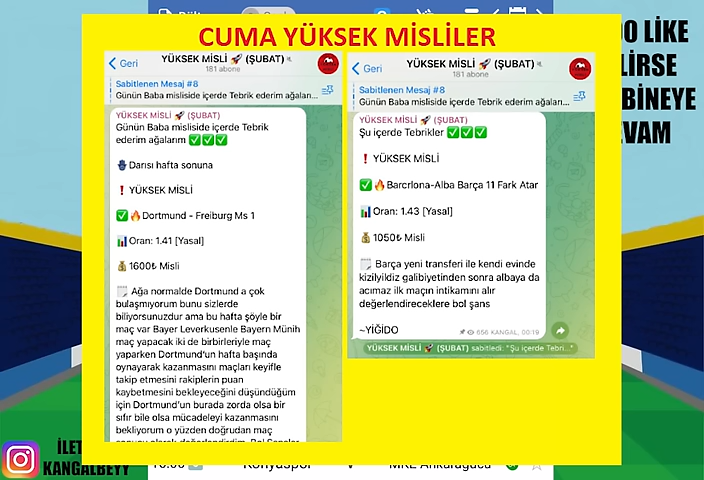 CUMA YÜKSEK MİSLİLER
Geri
YÜKSEK MİSLİ 🚀 (ŞUBAT)
181 abone
Sabitlenen Mesaj #8
Günün Baba misliside içerde Tebrik ederim ağaları...
YÜKSEK MİSLİ 🚀 (ŞUBAT)
Günün Baba misliside içerde Tebrik
ederim ağalarım ✅✅✅
Darısı hafta sonuna
❗ YÜKSEK MİSLİ
✅🔥Dortmund - Freiburg Ms 1
📊Oran: 1.41 [Yasal]
💰1600₺ Misli
🗒 Ağa normalde Dortmund a çok
bulaşmıyorum bunu sizlerde
biliyorsunuzdur ama bu hafta şöyle bir
maç var Bayer Leverkusenle Bayern Münih
maç yapacak iki de birbirleriyle maç
yaparken Dortmund'un hafta başında
oynayarak kazanmasını maçları keyifle
takip etmesini rakiplerin puan
kaybetmesini bekleyeceğini düşündüğüm
için Dortmund'un burada zorda olsa bir
sıfır bile olsa mücadeleyi kazanmasını
bekliyorum o yüzden doğrudan maç
Geri
YÜKSEK MİSLİ 🚀 (ŞUBAT)
181 abone
Sabitlenen Mesaj #8
Günün Baba misliside içerde Tebrik ederim ağaları...
YÜKSEK MİSLİ 🚀 (ŞUBAT)
Şu içerde Tebrikler ✅✅✅
❗ YÜKSEK MİSLİ
✅🔥Barcrlona-Alba Barça 11 Fark Atar
📊Oran: 1.43 [Yasal]
💰1050₺ Misli
🗒 Barça yeni transferi ile kendi evinde
kizilyildiz galibiyetinden sonra albaya da
acımaz ilk maçın intikamını alır
değerlendireceklere bol şans
~YİĞİDO
656 KANGAL, 00:19
YÜKSEK MİSLİ 🚀 (ŞUBAT) sabitledi: "Şu içerde Tebri..."
LİKE
BİNEYE
KANGALBEYY
Konyaspor
MKE Ankaragücü